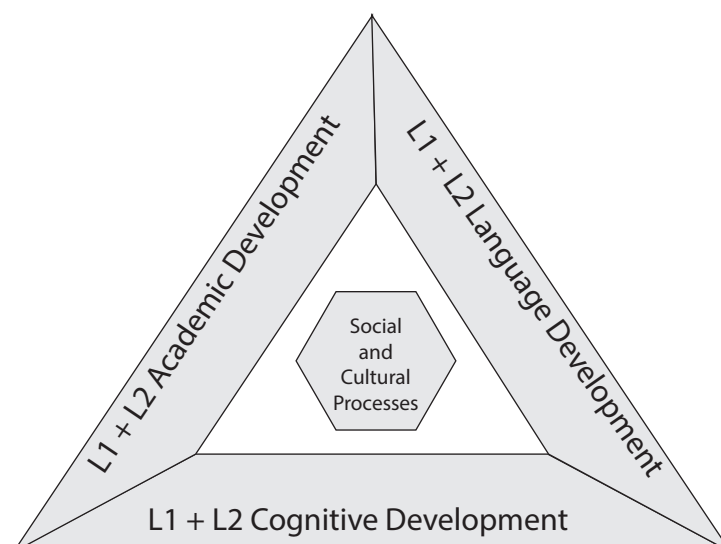 L1 + L2 Academic Development
L1 + L2 Language Development
Social
and
Cultural
Processes
L1 + L2 Cognitive Development